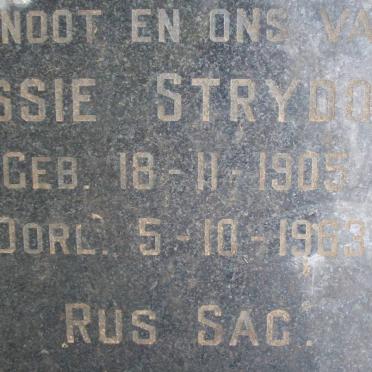 NOOT EN ONS VA
SSIE STRYDO
GEB. 18-11-1905
OORL. 5-10-1963
RUS SAG.